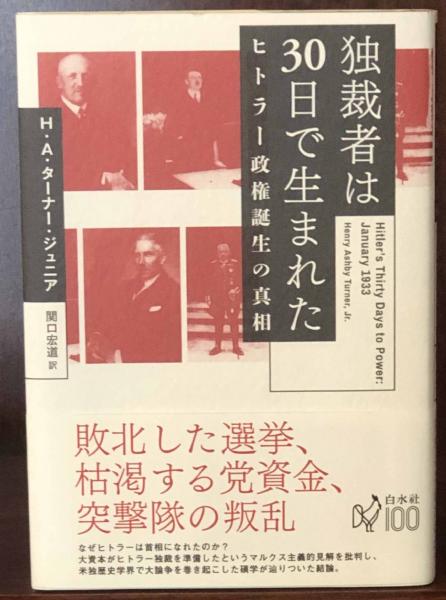 独裁者は
30日で生まれた
ヒトラー政権誕生の真相
Hitler's Thirty Days to Power:
January 1933
Henry Ashby Turner, Jr.
H・A・ターナー・ジュニア
関口宏道 訳
敗北した選挙、
枯渇する党資金、
突撃隊の叛乱
なぜヒトラーは首相になれたのか?
大資本がヒトラー独裁を準備したというマルクス主義的見解を批判し、
米独歴史学界で大論争を巻き起こした碩学が辿りついた結論。
白水社
100